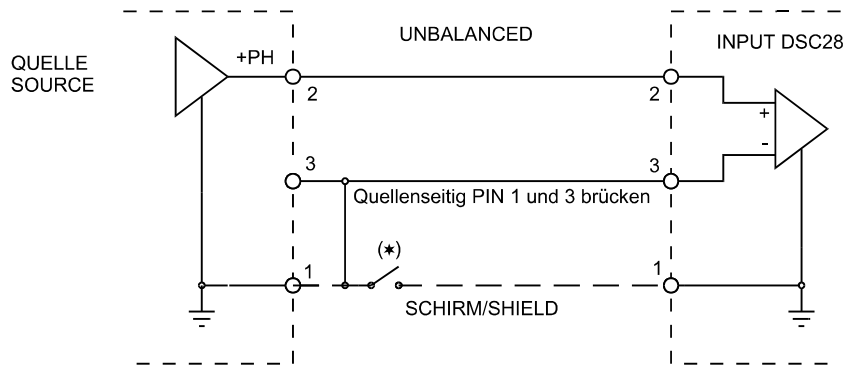 UNBALANCED
INPUT DSC28
QUELLE
SOURCE
+PH
2
2
+
-
3
3
Quellenseitig PIN 1 und 3 brücken
(✶)
1
1
SCHIRM/SHIELD